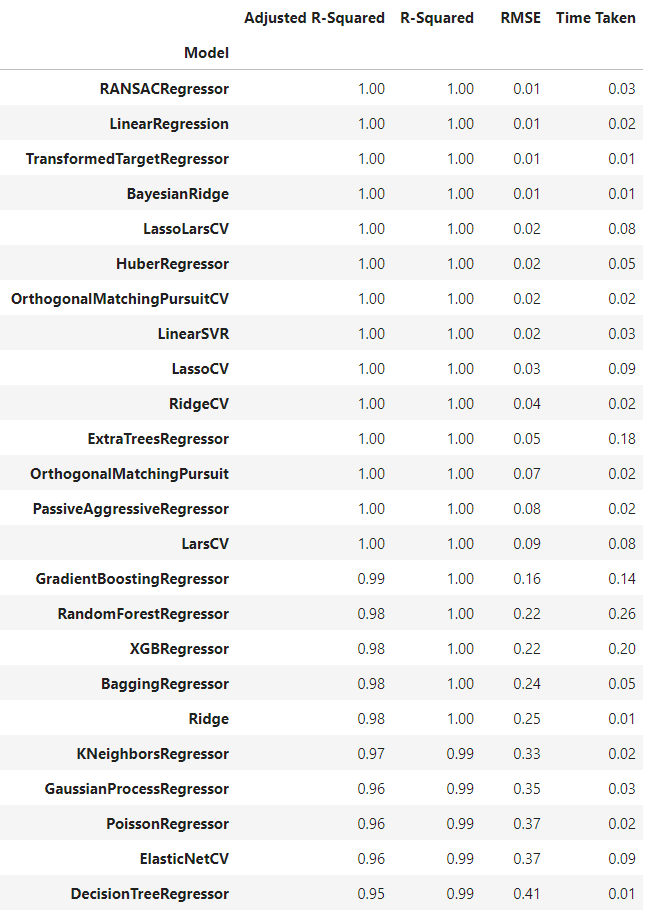 Adjusted R-Squared R-Squared RMSE Time Taken
Model
RANSACRegressor 1.00 1.00 0.01 0.03
LinearRegression 1.00 1.00 0.01 0.02
TransformedTargetRegressor 1.00 1.00 0.01 0.01
BayesianRidge 1.00 1.00 0.01 0.01
LassoLarsCV 1.00 1.00 0.02 0.08
HuberRegressor 1.00 1.00 0.02 0.05
OrthogonalMatchingPursuitCV 1.00 1.00 0.02 0.02
LinearSVR 1.00 1.00 0.02 0.03
LassoCV 1.00 1.00 0.03 0.09
RidgeCV 1.00 1.00 0.04 0.02
ExtraTreesRegressor 1.00 1.00 0.05 0.18
OrthogonalMatchingPursuit 1.00 1.00 0.07 0.02
PassiveAggressiveRegressor 1.00 1.00 0.08 0.02
LarsCV 1.00 1.00 0.09 0.08
GradientBoostingRegressor 0.99 1.00 0.16 0.14
RandomForestRegressor 0.98 1.00 0.22 0.26
XGBRegressor 0.98 1.00 0.22 0.20
BaggingRegressor 0.98 1.00 0.24 0.05
Ridge 0.98 1.00 0.25 0.01
KNeighborsRegressor 0.97 0.99 0.33 0.02
GaussianProcessRegressor 0.96 0.99 0.35 0.03
PoissonRegressor 0.96 0.99 0.37 0.02
ElasticNetCV 0.96 0.99 0.37 0.09
DecisionTreeRegressor 0.95 0.99 0.41 0.01